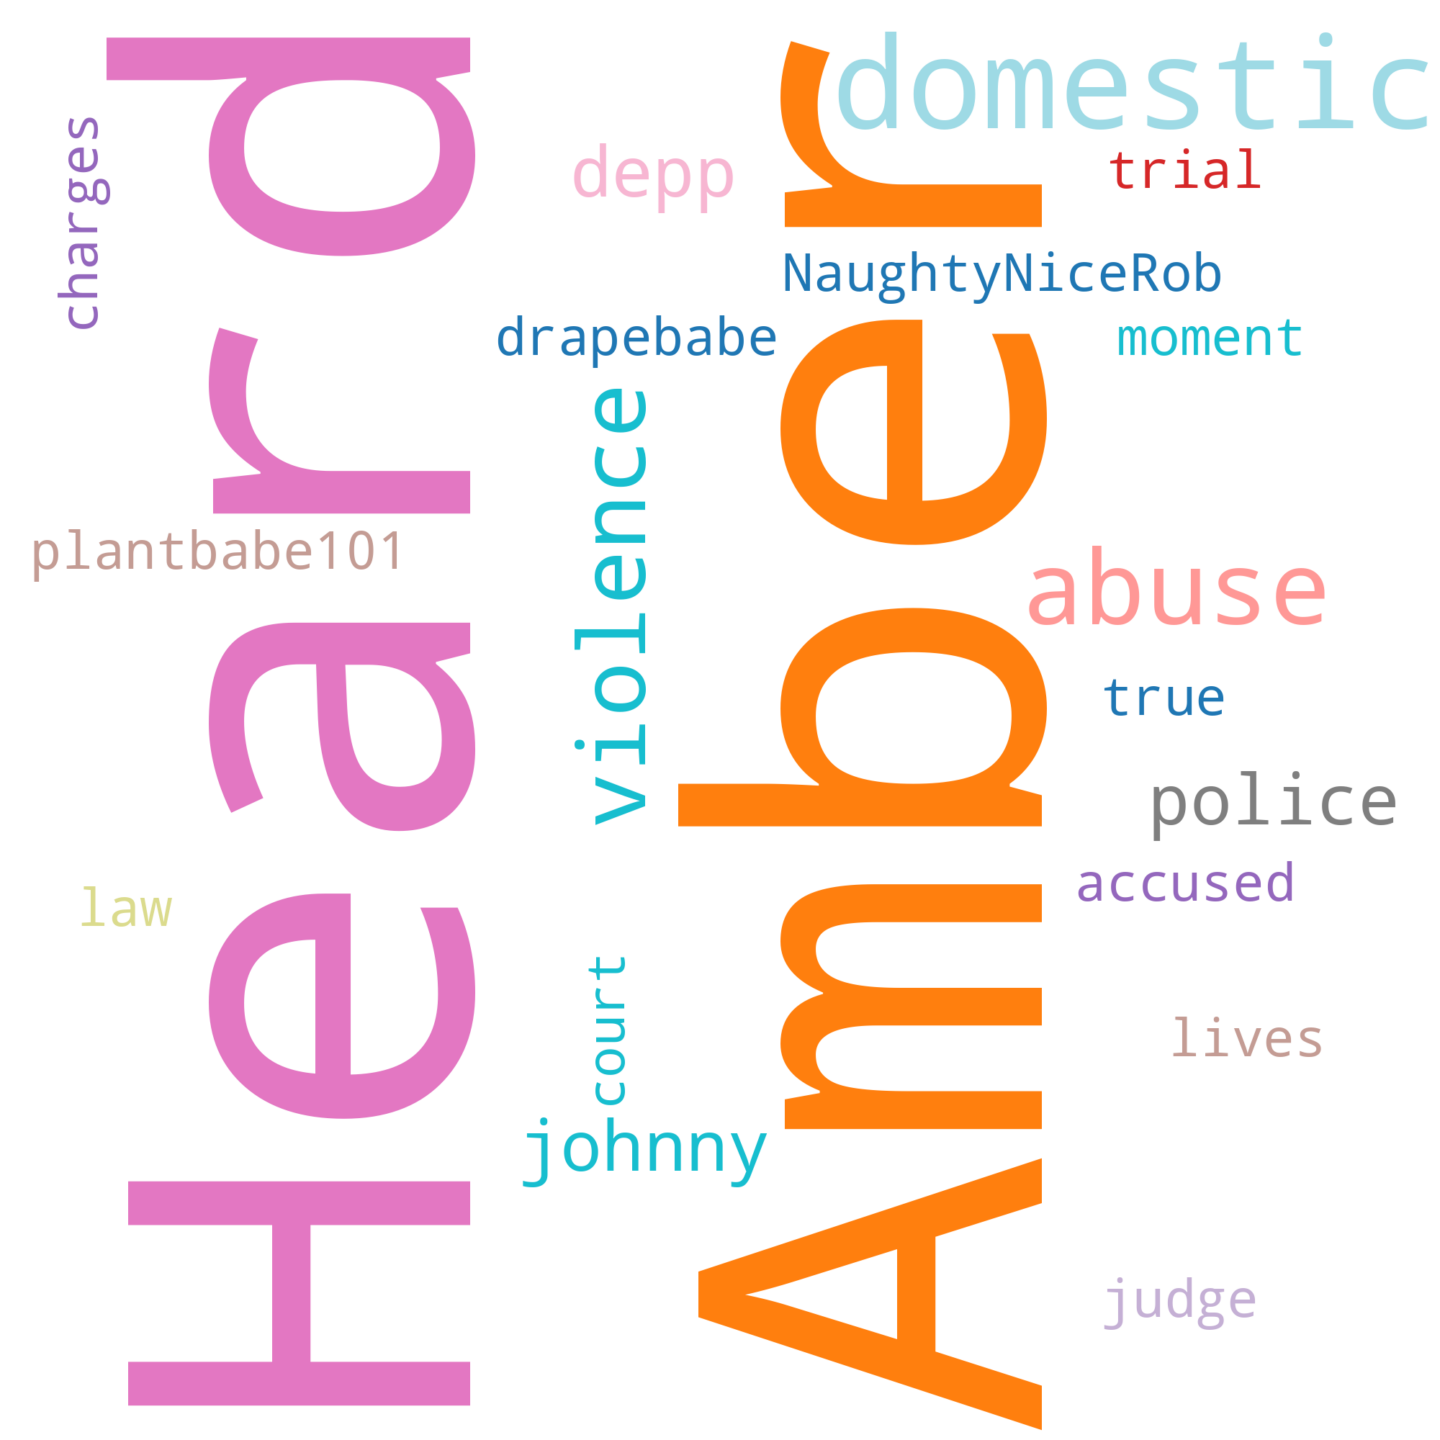 charges
Heard
depp
domestic
trial
NaughtyNiceRob
drapebabe
moment
violence
Amber
plantbabe101
abuse
true
police
law
accused
court
lives
johnny
judge